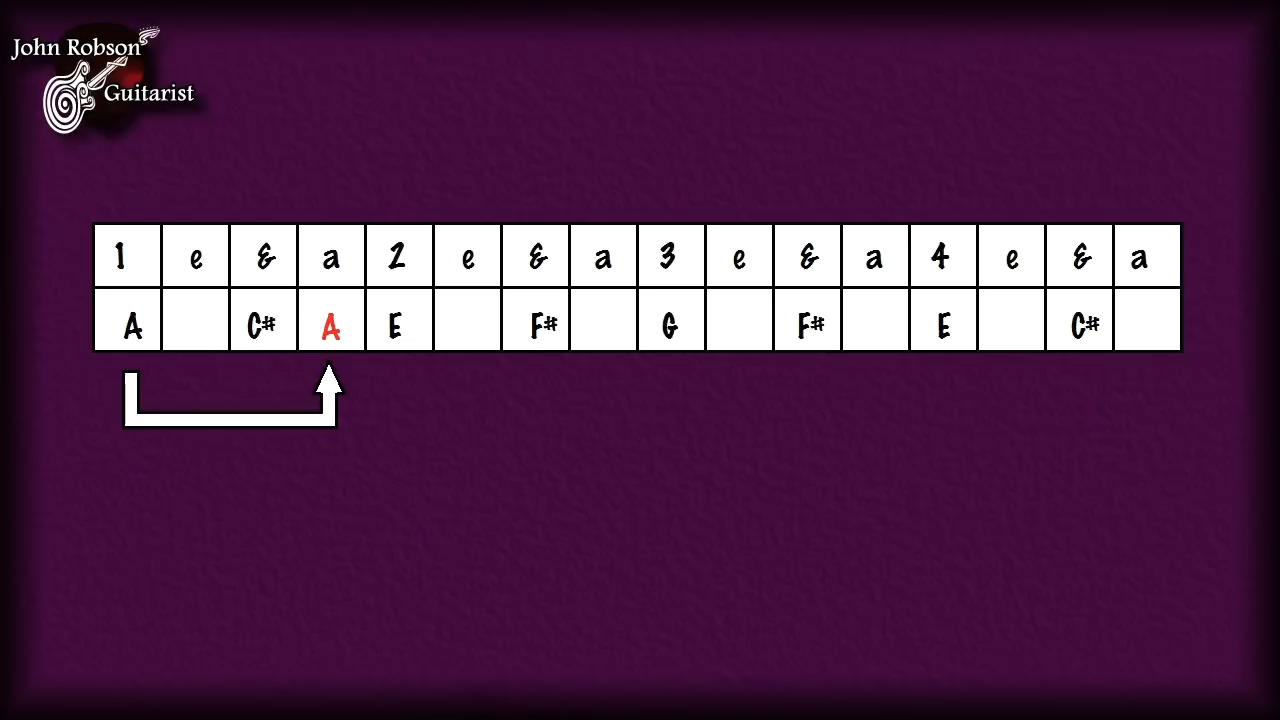 John Robson
Guitarist
1 e & a 2 e & a 3 e & a 4 e & a
A C# A E F# G F# E C#